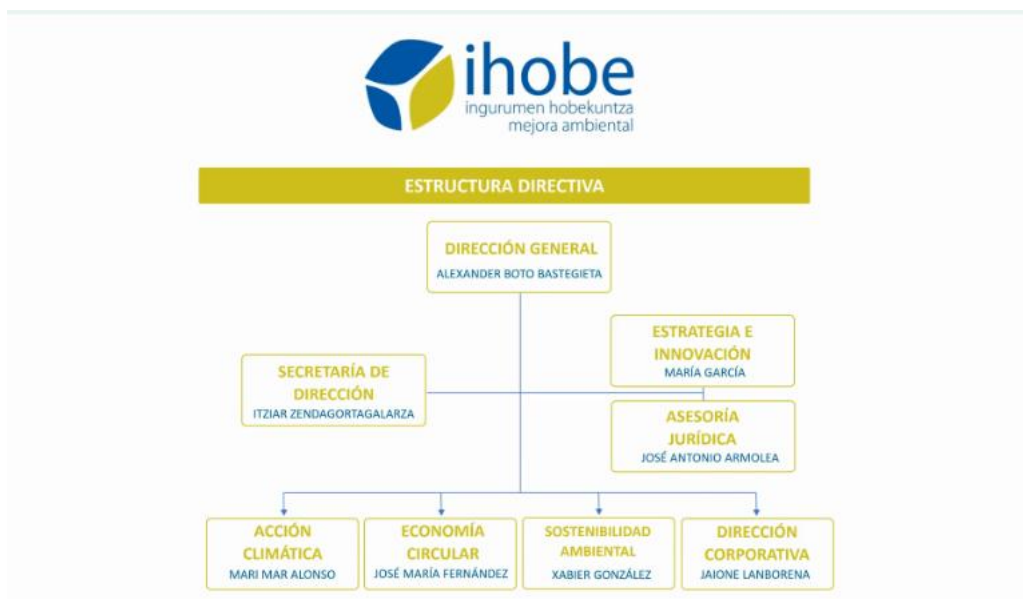 ihobe
ingurumen hobekuntza
mejora ambiental
ESTRUCTURA DIRECTIVA
DIRECCIÓN GENERAL
ALEXANDER BOTO BASTEGIETA
ESTRATEGIA E
INNOVACIÓN
MARÍA GARCÍA
SECRETARÍA DE
DIRECCIÓN
ITZIAR ZENDAGORTAGALARZA
ASESORÍA
JURÍDICA
JOSÉ ANTONIO ARMOLEA
ACCIÓN
CLIMÁTICA
MARI MAR ALONSO
ECONOMÍA
CIRCULAR
JOSÉ MARÍA FERNÁNDEZ
SOSTENIBILIDAD
AMBIENTAL
XABIER GONZÁLEZ
DIRECCIÓN
CORPORATIVA
JAIONE LANBORENA